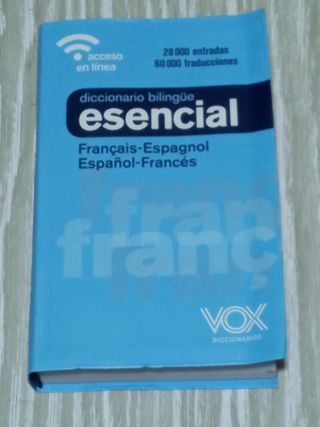 acceso
en línea
28 000 entradas
60 000 traducciones
diccionario bilingüe
esencial
Français-Espagnol
Español-Francés
fran
franç
VOX
DICCIONARIOS